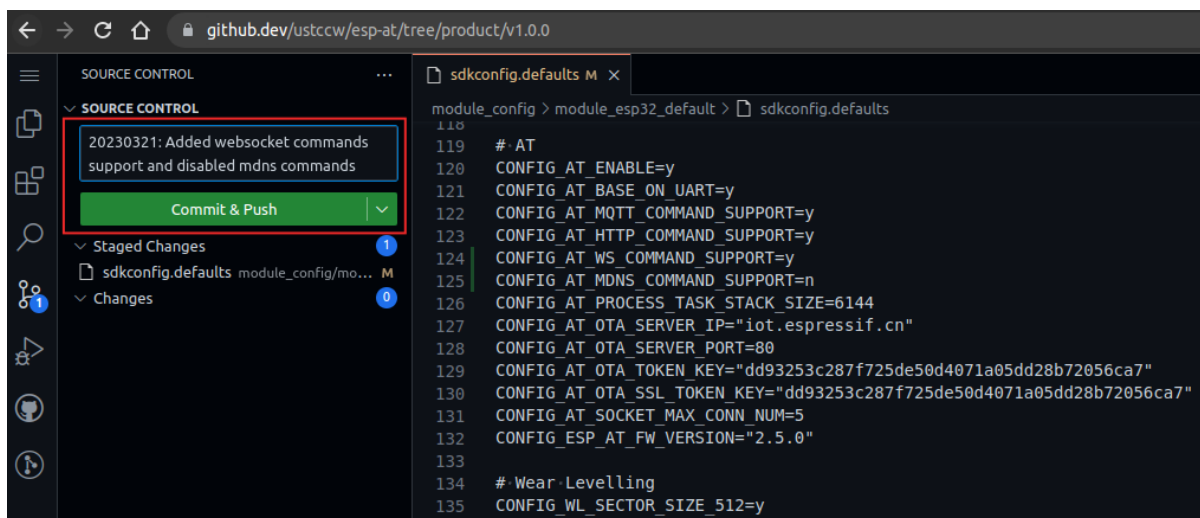 github.dev/ustccw/esp-at/tree/product/v1.0.0
SOURCE CONTROL
...
SOURCE CONTROL
20230321: Added websocket commands
support and disabled mdns commands
Commit & Push
Staged Changes 1
sdkconfig.defaults module_config/mo... M
Changes 0
1
sdkconfig.defaults M ×
module_config > module_esp32_default > sdkconfig.defaults
118
119 # AT
120 CONFIG_AT_ENABLE=y
121 CONFIG_AT_BASE_ON_UART=y
122 CONFIG_AT_MQTT_COMMAND_SUPPORT=y
123 CONFIG_AT_HTTP_COMMAND_SUPPORT=y
124 CONFIG_AT_WS_COMMAND_SUPPORT=y
125 CONFIG_AT_MDNS_COMMAND_SUPPORT=n
126 CONFIG_AT_PROCESS_TASK_STACK_SIZE=6144
127 CONFIG_AT_OTA_SERVER_IP="iot.espressif.cn"
128 CONFIG_AT_OTA_SERVER_PORT=80
129 CONFIG_AT_OTA_TOKEN_KEY="dd93253c287f725de50d4071a05dd28b72056ca7"
130 CONFIG_AT_OTA_SSL_TOKEN_KEY="dd93253c287f725de50d4071a05dd28b72056ca7"
131 CONFIG_AT_SOCKET_MAX_CONN_NUM=5
132 CONFIG_ESP_AT_FW_VERSION="2.5.0"
133
134 # Wear Levelling
135 CONFIG_WL_SECTOR_SIZE_512=y